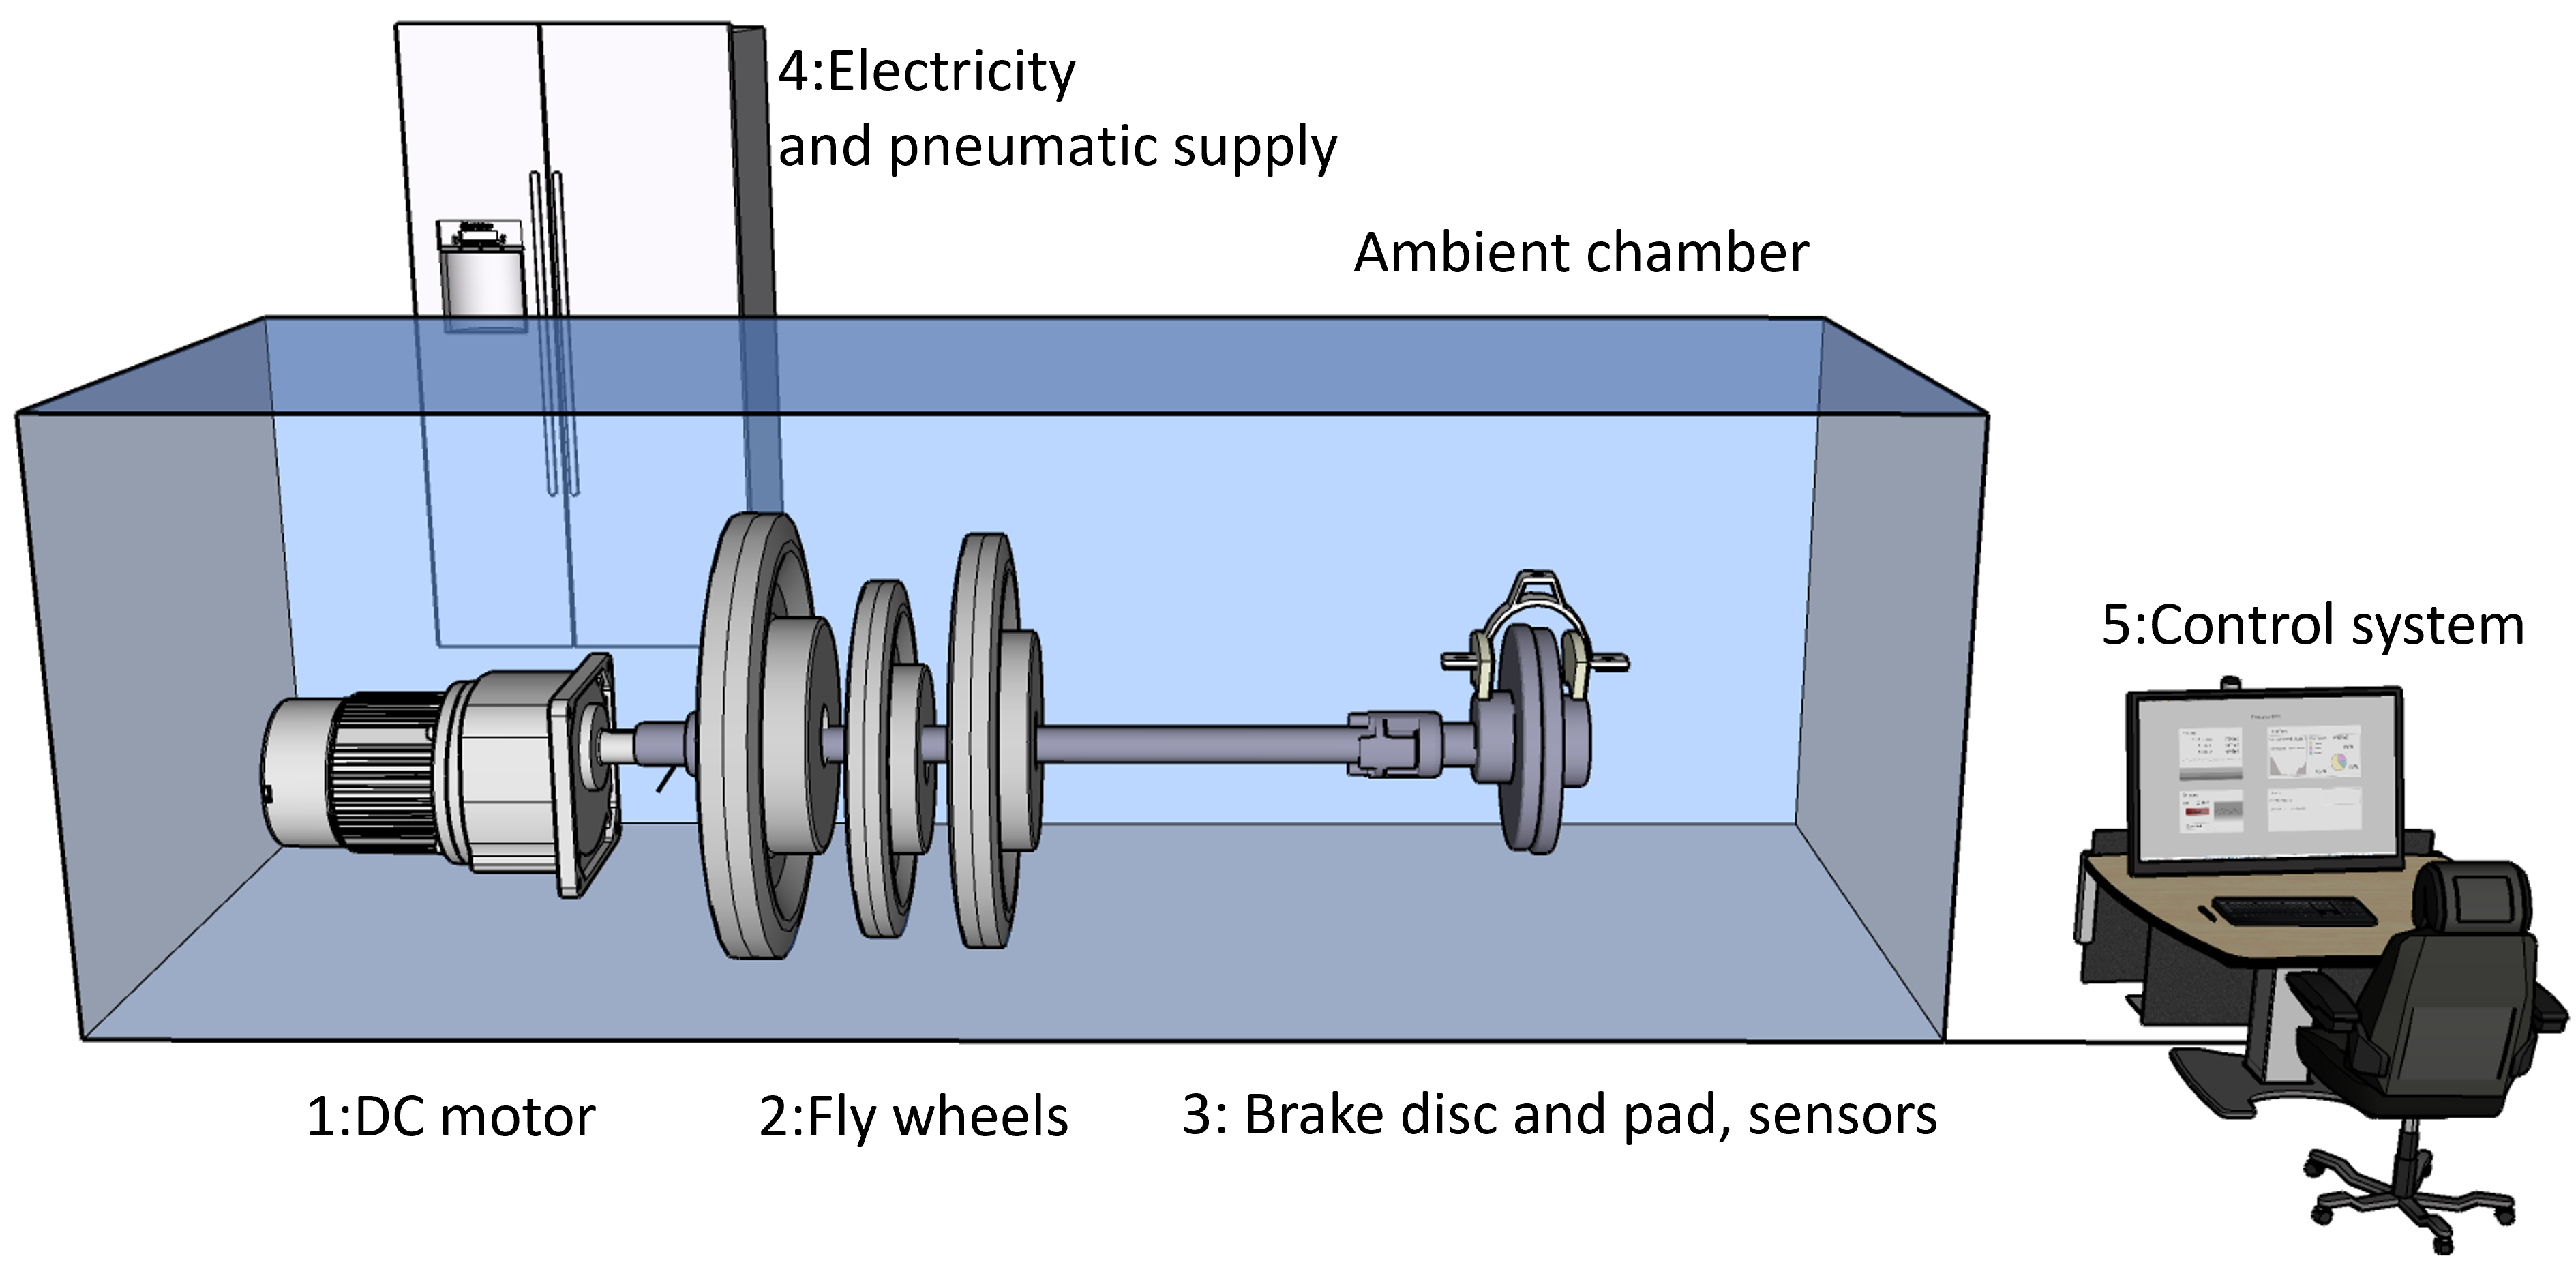 4:Electricity
and pneumatic supply
Ambient chamber
5:Control system
1:DC motor
2:Fly wheels
3: Brake disc and pad, sensors